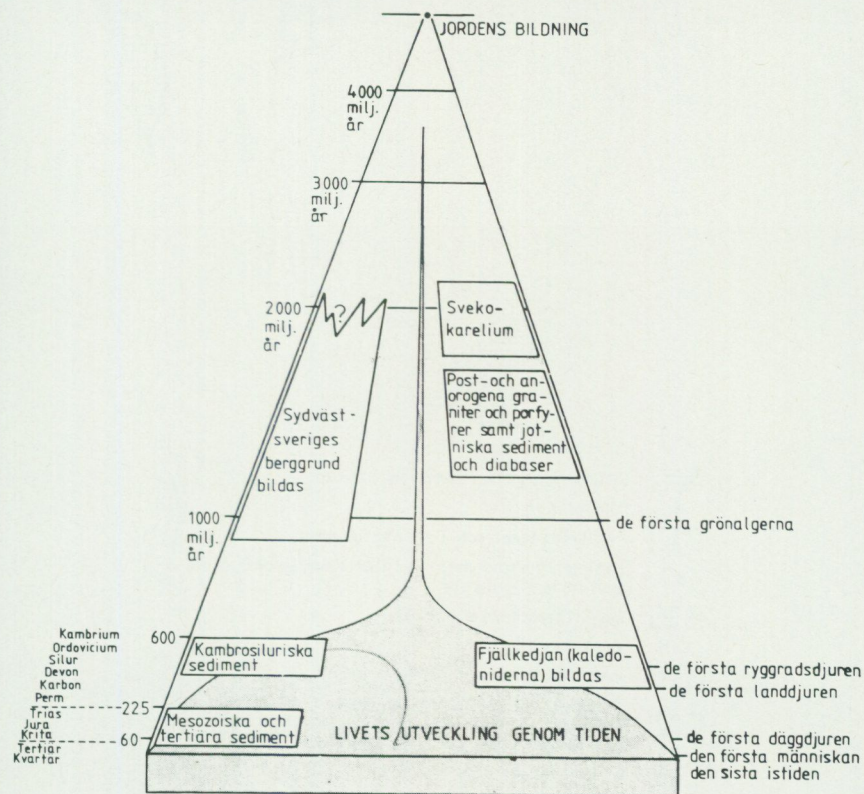 JORDENS BILDNING
4000
milj.
år
3000
milj.
år
2000
milj.
år
?
Sveko-
karelium
Post- och an-
orogena gra-
niter och porfy-
rer samt jot-
niska sediment
och diabaser
Sydväst-
sveriges
berggrund
bildas
1000
milj.
år
de första grönalgerna
Kambrium
Ordovicium
Silur
Devon
Karbon
Perm
Trias
Jura
Krita
Tertiär
Kvartär
600
225
60
Kambrosiluriska
sediment
Fjällkedjan (kaledo-
niderna) bildas
de första ryggradsdjuren
de första landdjuren
Mesozoiska och
tertiära sediment
LIVETS UTVECKLING GENOM TIDEN
de första däggdjuren
den första människan
den sista istiden